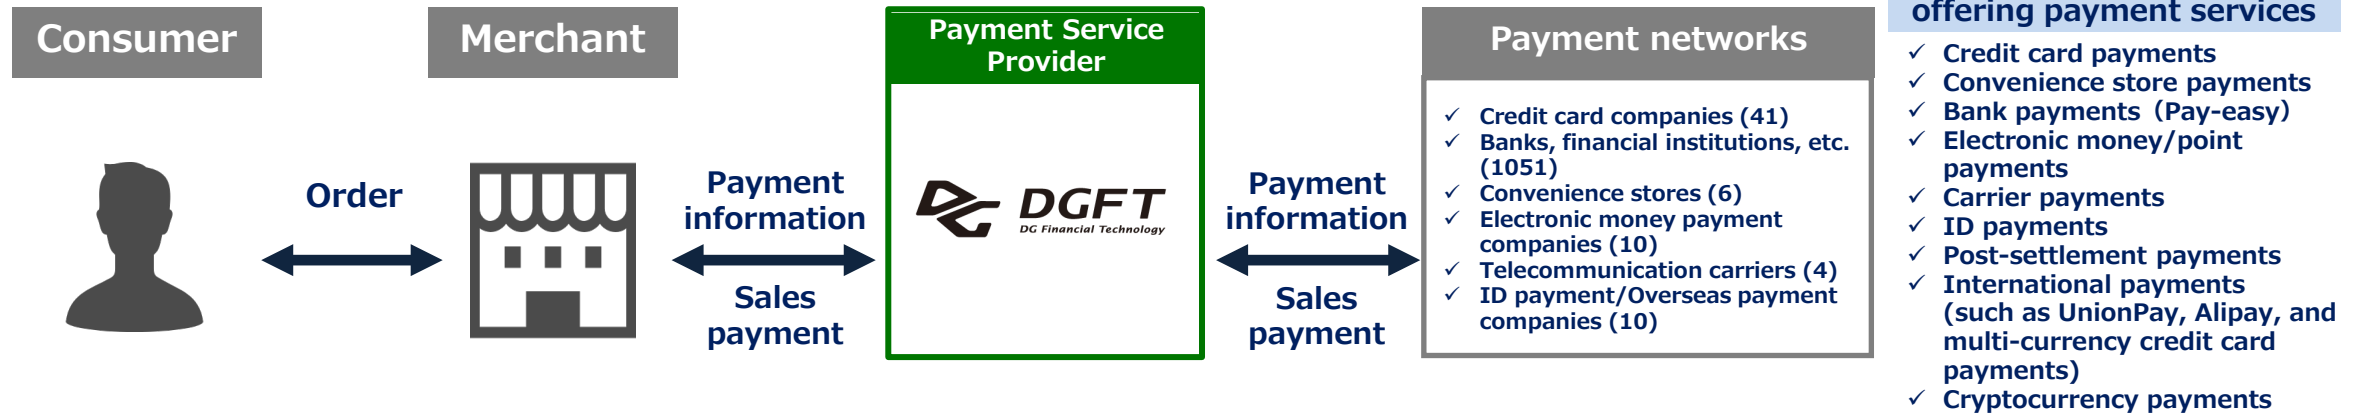 Consumer
Order
Merchant
Payment
information
Sales
payment
Payment Service
Provider
DG DGFT
DG Financial Technology
Payment
information
Sales
payment
Payment networks
✓ Credit card companies (41)
✓ Banks, financial institutions, etc.
(1051)
✓ Convenience stores (6)
✓ Electronic money payment
companies (10)
✓ Telecommunication carriers (4)
✓ ID payment/Overseas payment
companies (10)
offering payment services
✓ Credit card payments
✓ Convenience store payments
✓ Bank payments（Pay-easy）
✓ Electronic money/point
payments
✓ Carrier payments
✓ ID payments
✓ Post-settlement payments
✓ International payments
(such as UnionPay, Alipay, and
multi-currency credit card
payments)
✓ Cryptocurrency payments